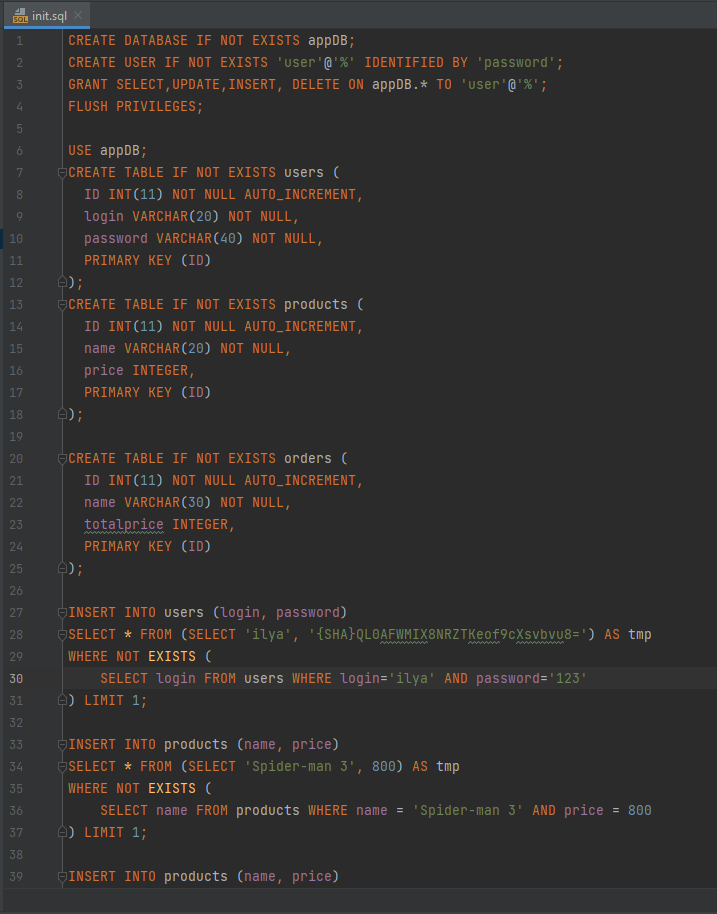 init.sql
1 CREATE DATABASE IF NOT EXISTS appDB;
2 CREATE USER IF NOT EXISTS 'user'@'%' IDENTIFIED BY 'password';
3 GRANT SELECT,UPDATE,INSERT, DELETE ON appDB.* TO 'user'@'%';
4 FLUSH PRIVILEGES;
5
6 USE appDB;
7 CREATE TABLE IF NOT EXISTS users (
8   ID INT(11) NOT NULL AUTO_INCREMENT,
9   login VARCHAR(20) NOT NULL,
10   password VARCHAR(40) NOT NULL,
11   PRIMARY KEY (ID)
12 );
13 CREATE TABLE IF NOT EXISTS products (
14   ID INT(11) NOT NULL AUTO_INCREMENT,
15   name VARCHAR(20) NOT NULL,
16   price INTEGER,
17   PRIMARY KEY (ID)
18 );
19
20 CREATE TABLE IF NOT EXISTS orders (
21   ID INT(11) NOT NULL AUTO_INCREMENT,
22   name VARCHAR(30) NOT NULL,
23   totalprice INTEGER,
24   PRIMARY KEY (ID)
25 );
26
27 INSERT INTO users (login, password)
28 SELECT * FROM (SELECT 'ilya', '{SHA}QL0AFWMIX8NRZTKeof9cXsvbvu8=') AS tmp
29 WHERE NOT EXISTS (
30     SELECT login FROM users WHERE login='ilya' AND password='123'
31 ) LIMIT 1;
32
33 INSERT INTO products (name, price)
34 SELECT * FROM (SELECT 'Spider-man 3', 800) AS tmp
35 WHERE NOT EXISTS (
36     SELECT name FROM products WHERE name = 'Spider-man 3' AND price = 800
37 ) LIMIT 1;
38
39 INSERT INTO products (name, price)